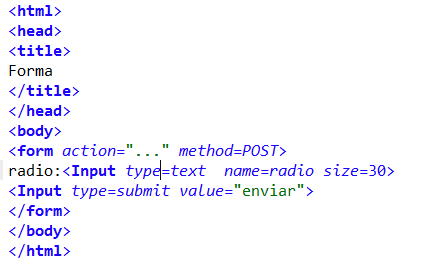 <html>
<head>
<title>
Forma
</title>
</head>
<body>
<form action="..." method=POST>
radio:<Input type=text  name=radio size=30>
<Input type=submit value="enviar">
</form>
</body>
</html>